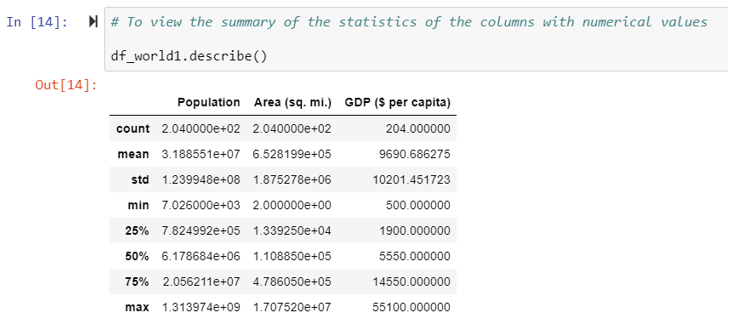 In [14]: # To view the summary of the statistics of the columns with numerical values
df_world1.describe()
Out[14]:
Population Area (sq. mi.) GDP ($ per capita)
count 2.040000e+02 2.040000e+02 204.000000
mean 3.188551e+07 6.528199e+05 9690.686275
std 1.239948e+08 1.875278e+06 10201.451723
min 7.026000e+03 2.000000e+00 500.000000
25% 7.824992e+05 1.339250e+04 1900.000000
50% 6.178684e+06 1.108850e+05 5550.000000
75% 2.056211e+07 4.786050e+05 14550.000000
max 1.313974e+09 1.707520e+07 55100.000000